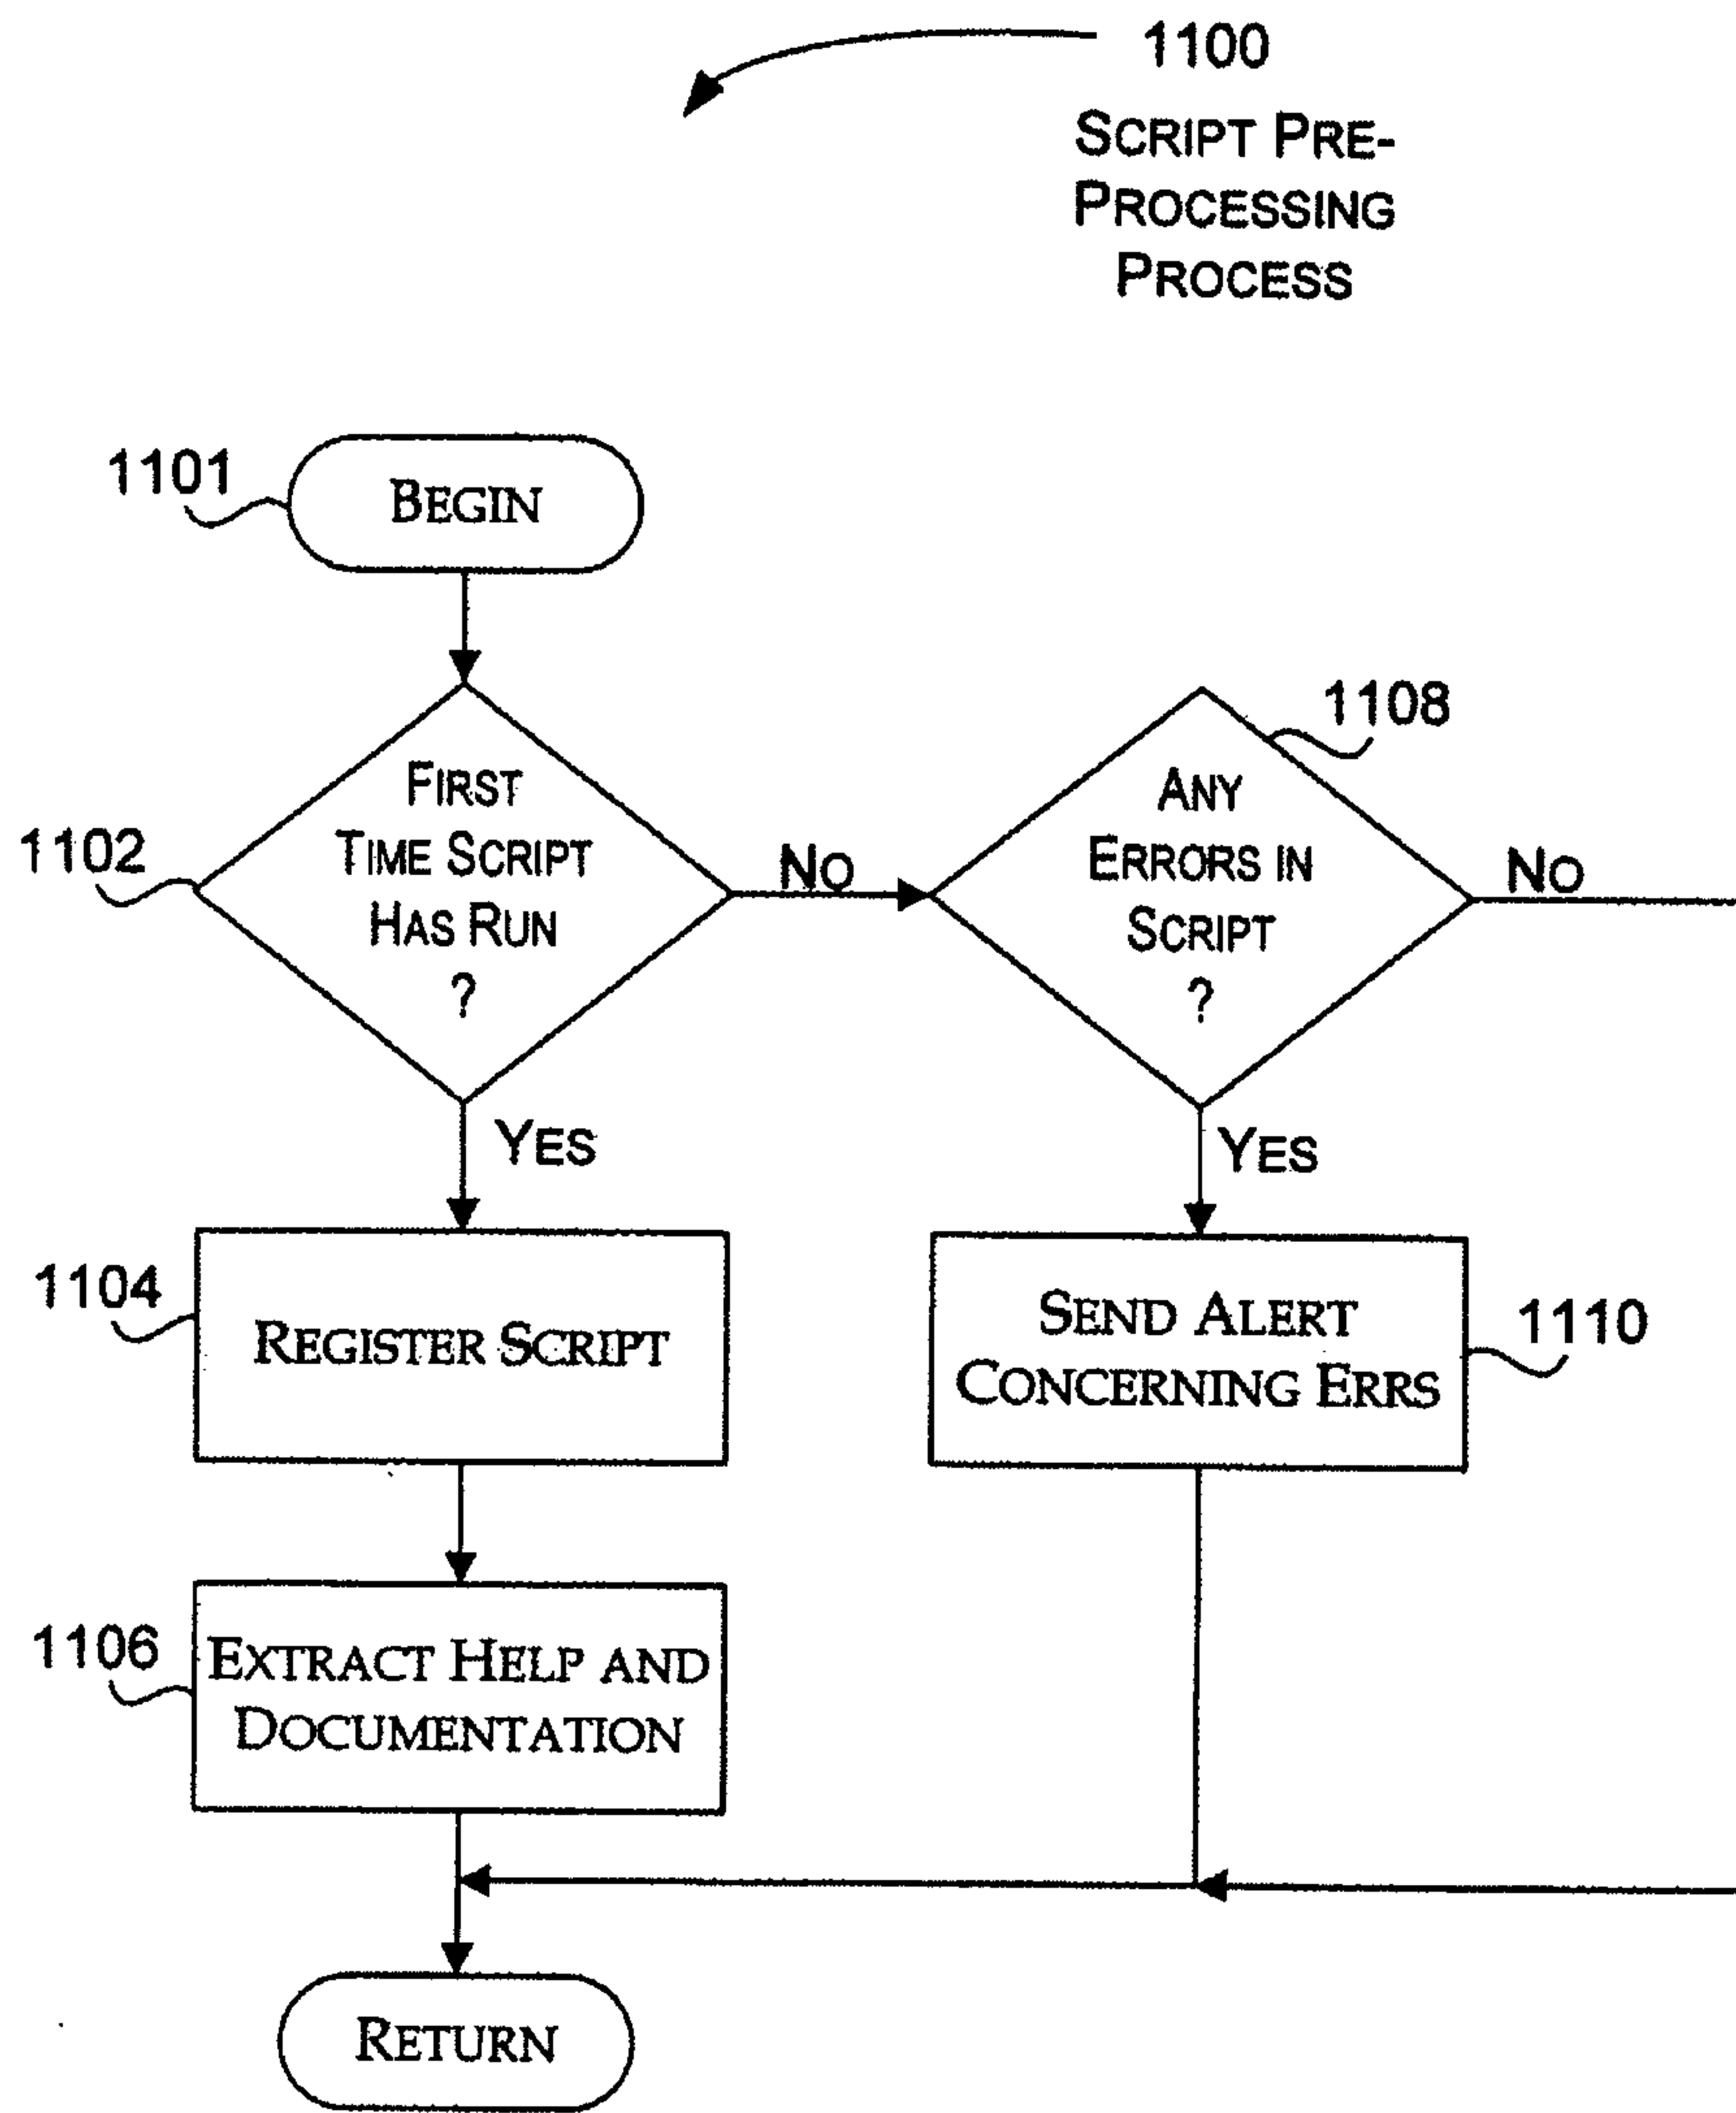 1100
SCRIPT PRE-
PROCESSING
PROCESS
1101
BEGIN
1102
FIRST
TIME SCRIPT
HAS RUN
?
NO
1108
ANY
ERRORS IN
SCRIPT
?
NO
YES
YES
1104
REGISTER SCRIPT
SEND ALERT
CONCERNING ERRS
1110
1106
EXTRACT HELP AND
DOCUMENTATION
RETURN